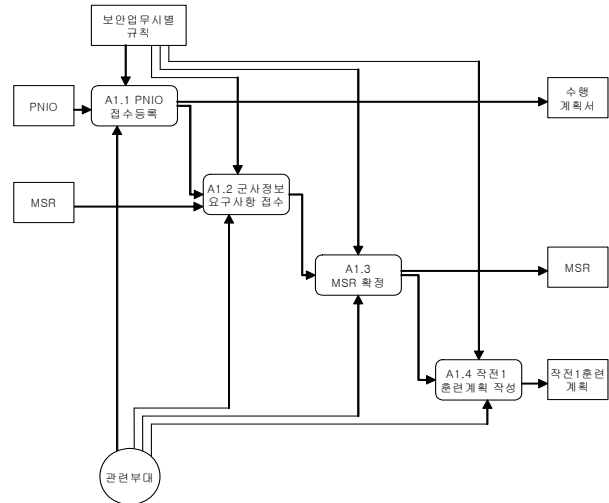 보안업무시별
규칙
PNIO
A1.1 PNIO
접수등록
수행
계획서
MSR
A1.2 군사정보
요구사항 접수
A1.3
MSR 확정
MSR
A1.4 작전1
훈련계획 작성
작전1훈련
계획
관련부대